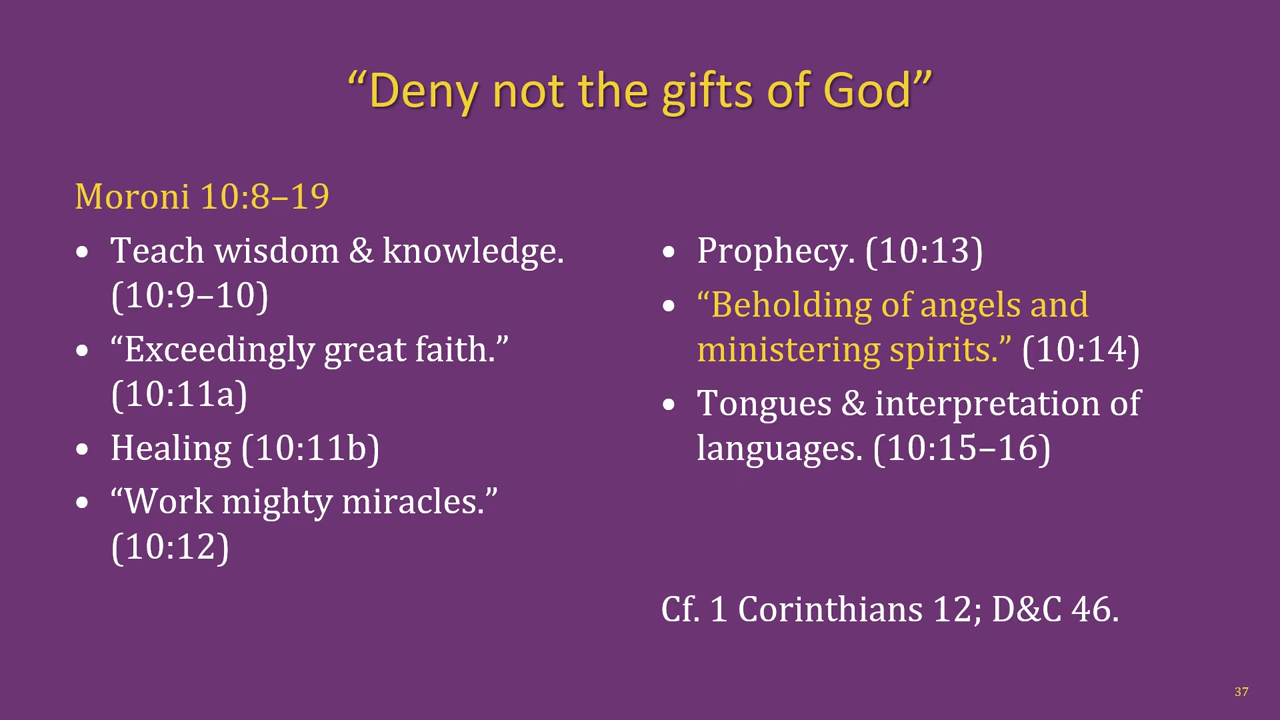 “Deny not the gifts of God”
Moroni 10:8–19
• Teach wisdom & knowledge.
(10:9–10)
• “Exceedingly great faith.”
(10:11a)
• Healing (10:11b)
• “Work mighty miracles.”
(10:12)
• Prophecy. (10:13)
• “Beholding of angels and
ministering spirits.” (10:14)
• Tongues & interpretation of
languages. (10:15–16)
Cf. 1 Corinthians 12; D&C 46.
37